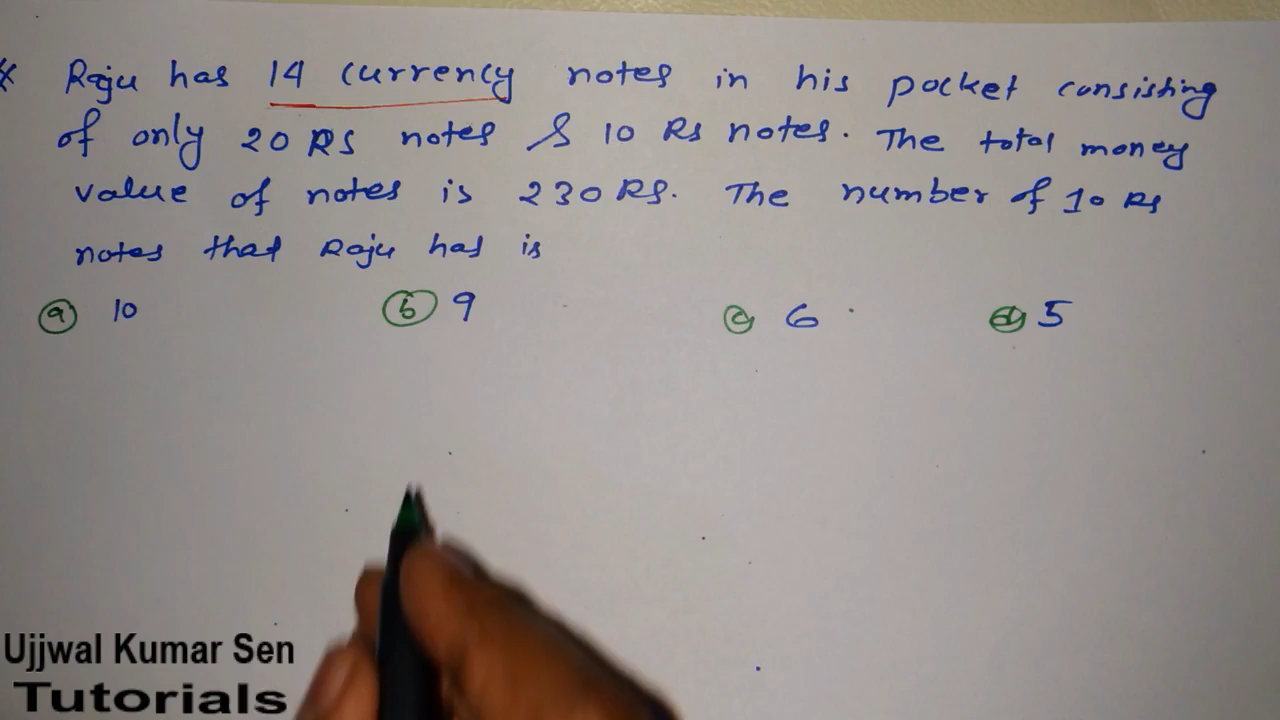 * Raju has 14 currency notes in his pocket consisting
of only 20 RS notes & 10 Rs notes. The total money
value of notes is 230 RS. The number of 10 Rs
notes that Raju has is
(a) 10 (b) 9 (c) 6 (d) 5
Ujjwal Kumar Sen
Tutorials